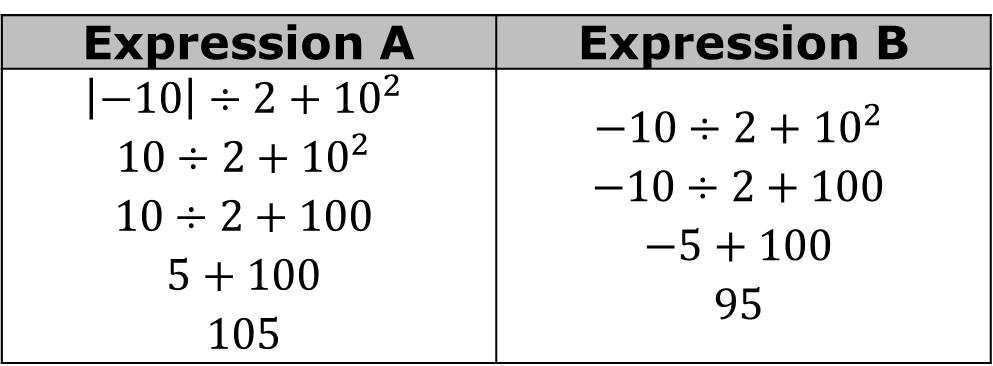 Expression A
Expression B
|−10| ÷ 2 + 10²
10 ÷ 2 + 10²
10 ÷ 2 + 100
5 + 100
105
−10 ÷ 2 + 10²
−10 ÷ 2 + 100
−5 + 100
95